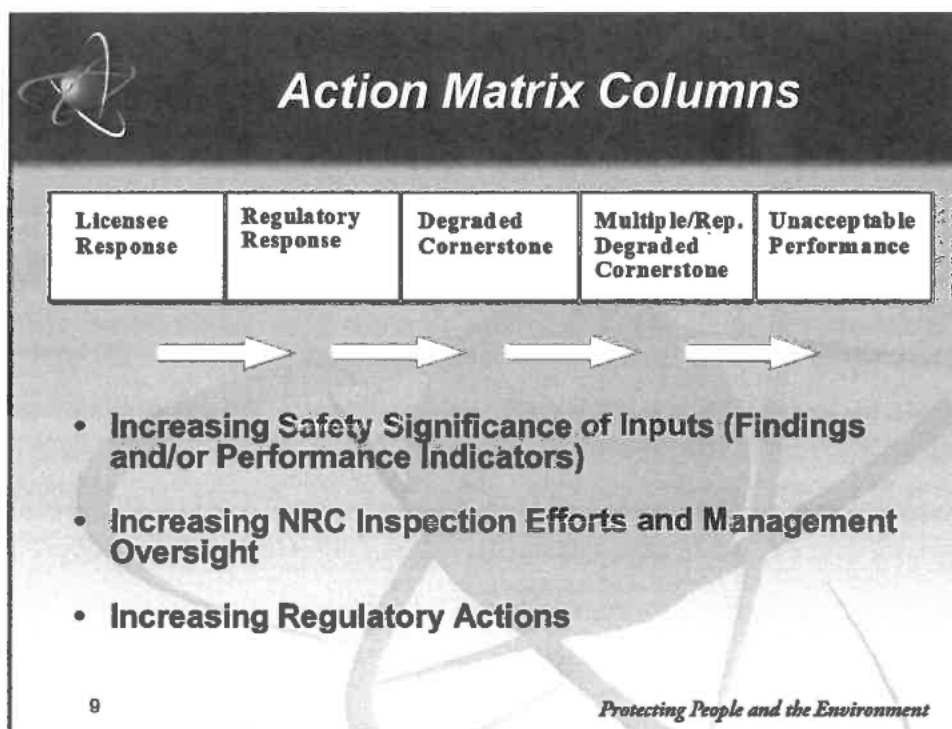 Action Matrix Columns
Licensee
Response
Regulatory
Response
Degraded
Cornerstone
Multiple/Rep.
Degraded
Cornerstone
Unacceptable
Performance
• Increasing Safety Significance of Inputs (Findings
and/or Performance Indicators)
• Increasing NRC Inspection Efforts and Management
Oversight
• Increasing Regulatory Actions
9
Protecting People and the Environment